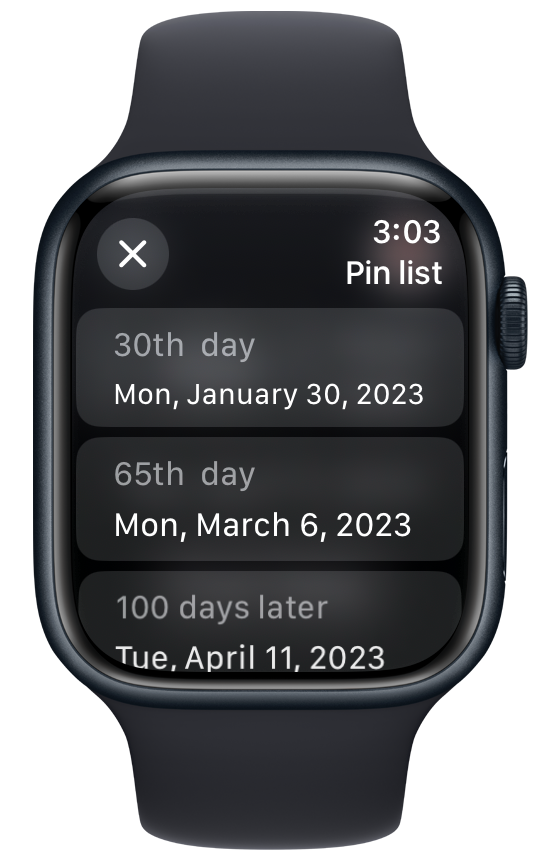 3:03
Pin list
30th day
Mon, January 30, 2023
65th day
Mon, March 6, 2023
100 days later
Tue, April 11, 2023